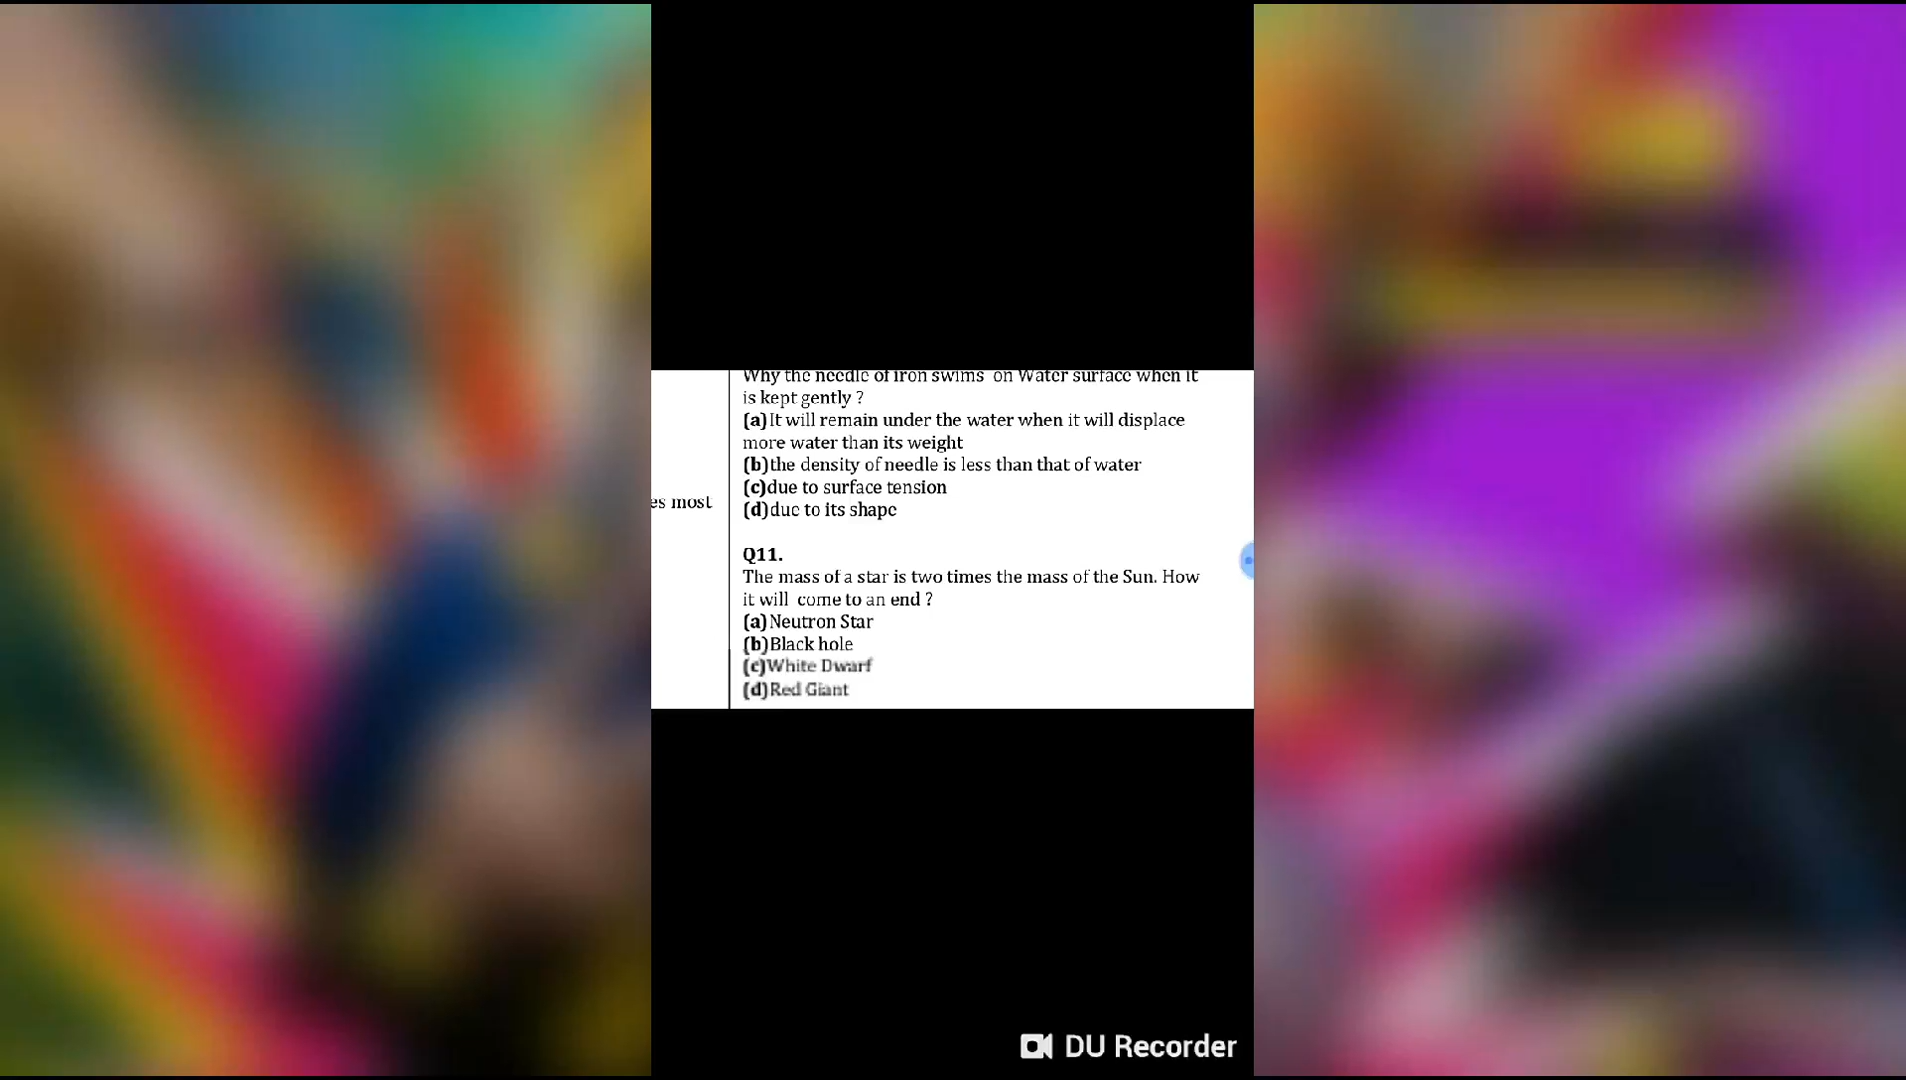 Why the needle of iron swims on Water surface when it
is kept gently ?
(a)It will remain under the water when it will displace
more water than its weight
(b)the density of needle is less than that of water
(c)due to surface tension
(d)due to its shape
es most
Q11.
The mass of a star is two times the mass of the Sun. How
it will come to an end ?
(a)Neutron Star
(b)Black hole
(c)White Dwarf
(d)Red Giant
DU Recorder